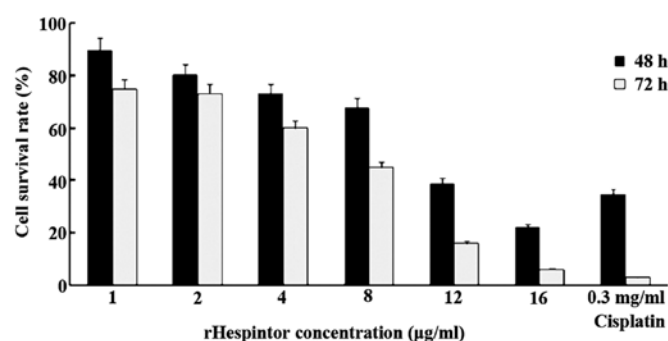 100
80
60
40
20
0
Cell survival rate (%)
48 h
72 h
1 2 4 8 12 16 0.3 mg/ml
Cisplatin
rHespintor concentration (µg/ml)